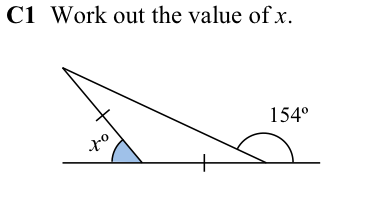 C1 Work out the value of x.
154º
xº